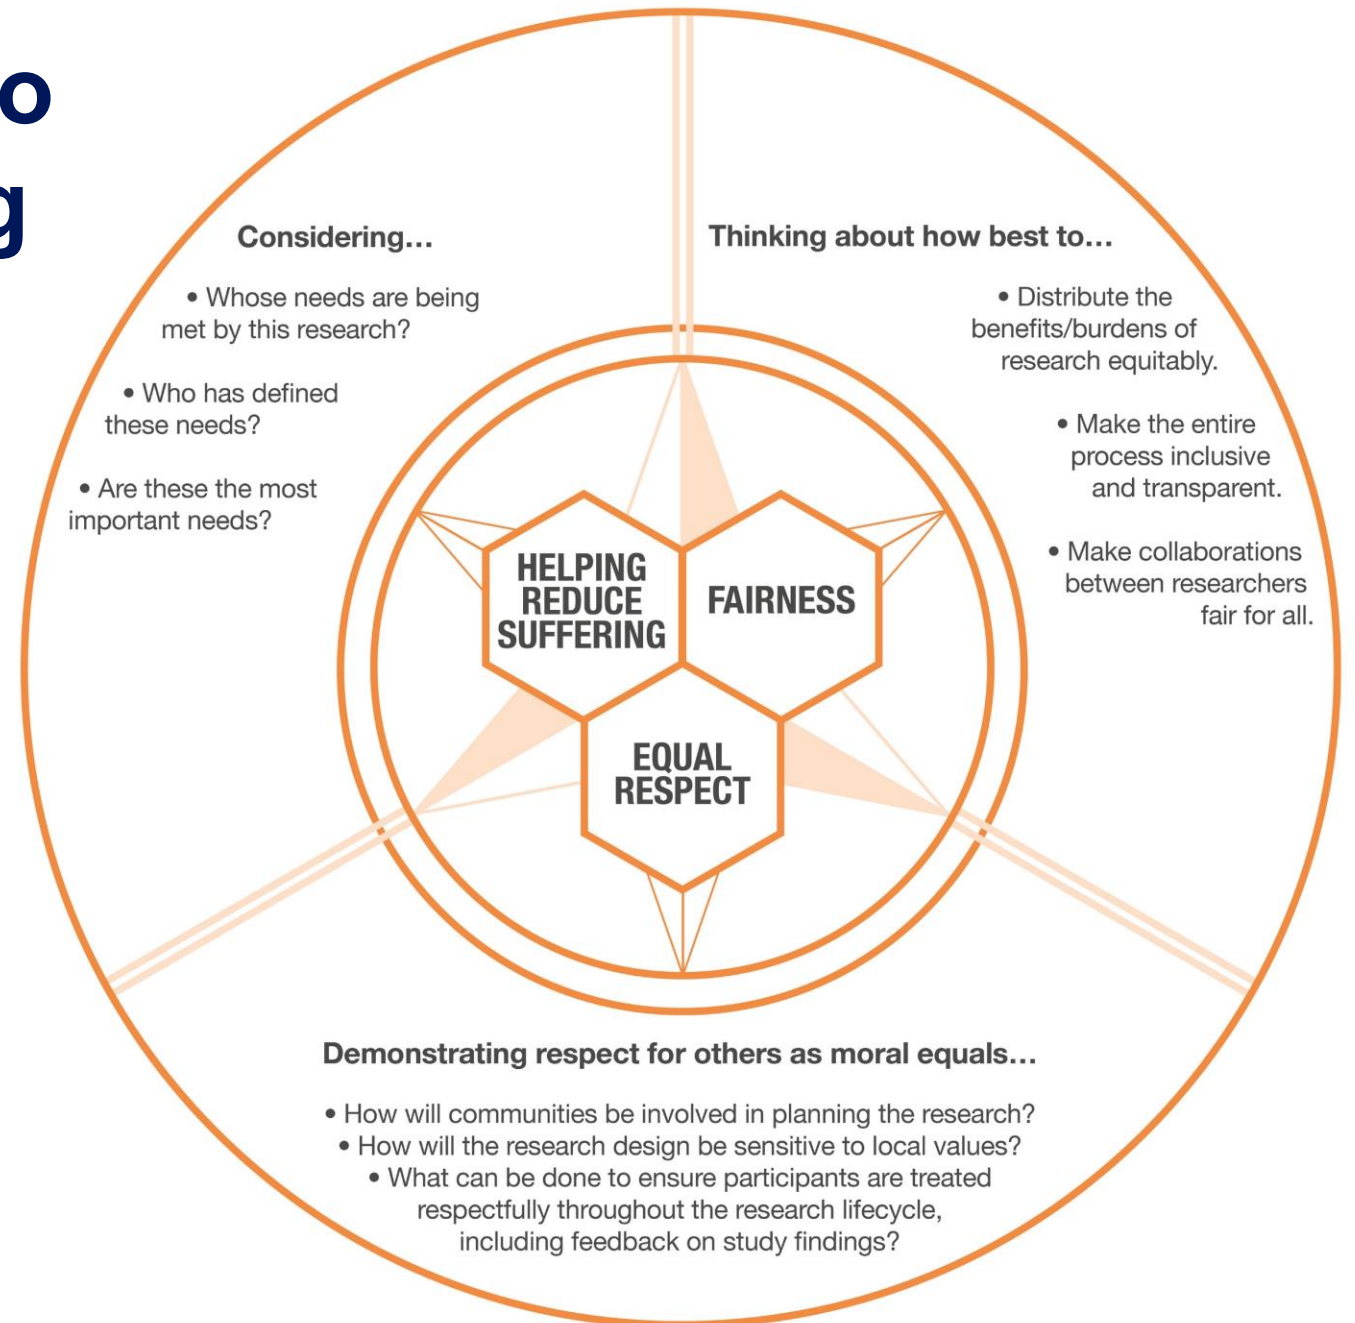 o
g
Considering…
• Whose needs are being
met by this research?
• Who has defined
these needs?
• Are these the most
important needs?
Thinking about how best to…
• Distribute the
benefits/burdens of
research equitably.
• Make the entire
process inclusive
and transparent.
• Make collaborations
between researchers
fair for all.
HELPING
REDUCE
SUFFERING
FAIRNESS
EQUAL
RESPECT
Demonstrating respect for others as moral equals…
• How will communities be involved in planning the research?
• How will the research design be sensitive to local values?
• What can be done to ensure participants are treated
respectfully throughout the research lifecycle,
including feedback on study findings?